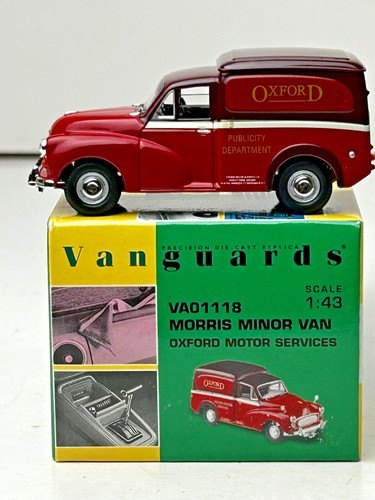 OXFORD
PUBLICITY
DEPARTMENT
Vanguards®
PRECISION DIE CAST REPLICA
SCALE
1:43
VA01118
MORRIS MINOR VAN
OXFORD MOTOR SERVICES
OXFORD